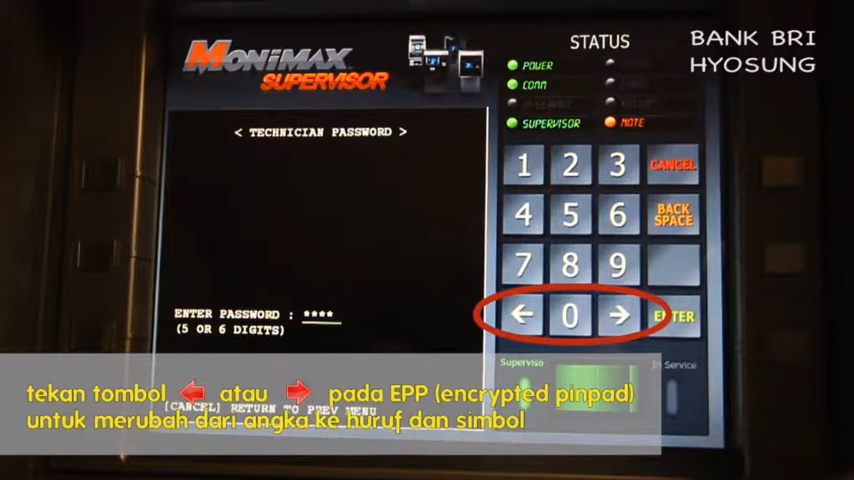 MONIMAX
SUPERVISOR
STATUS
BANK BRI
HYOSUNG
POWER
COMM
SUPERVISOR
NOTE
< TECHNICIAN PASSWORD >
1 2 3 CANCEL
4 5 6 BACK SPACE
7 8 9
← 0 → ENTER
ENTER PASSWORD : ****
(5 OR 6 DIGITS)
Superviso
In Service
tekan tombol ← atau → pada EPP (encrypted pinpad)
[CANCEL] RETURN TO PREV MENU
untuk merubah dari angka ke huruf dan simbol